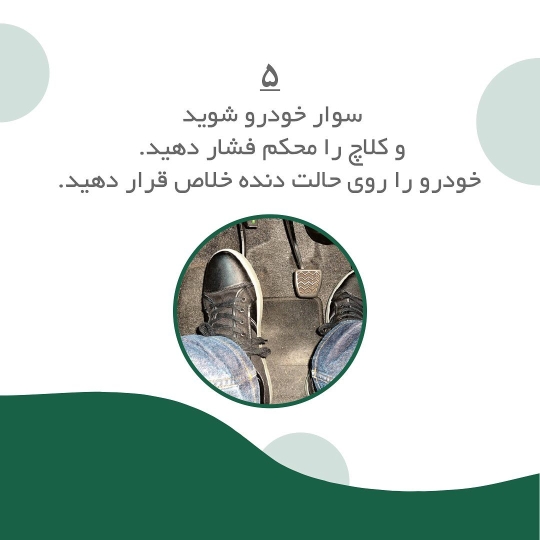 ۵
سوار خودرو شوید
و کلاچ را محکم فشار دهید.
خودرو را روی حالت دنده خلاص قرار دهید.